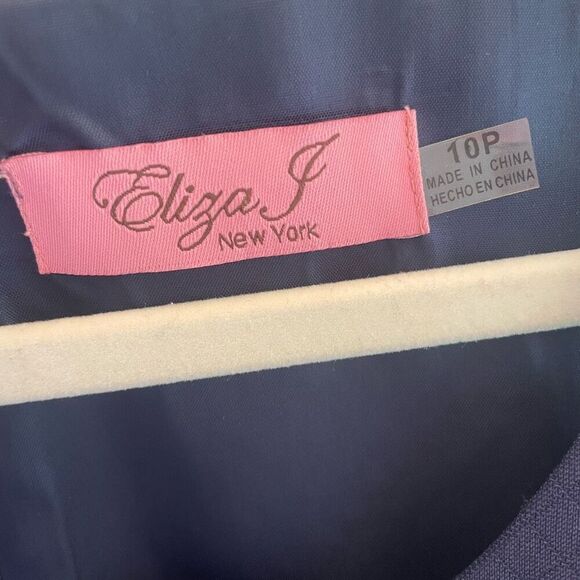 Eliza J
New York
10P
MADE IN CHINA
HECHO EN CHINA